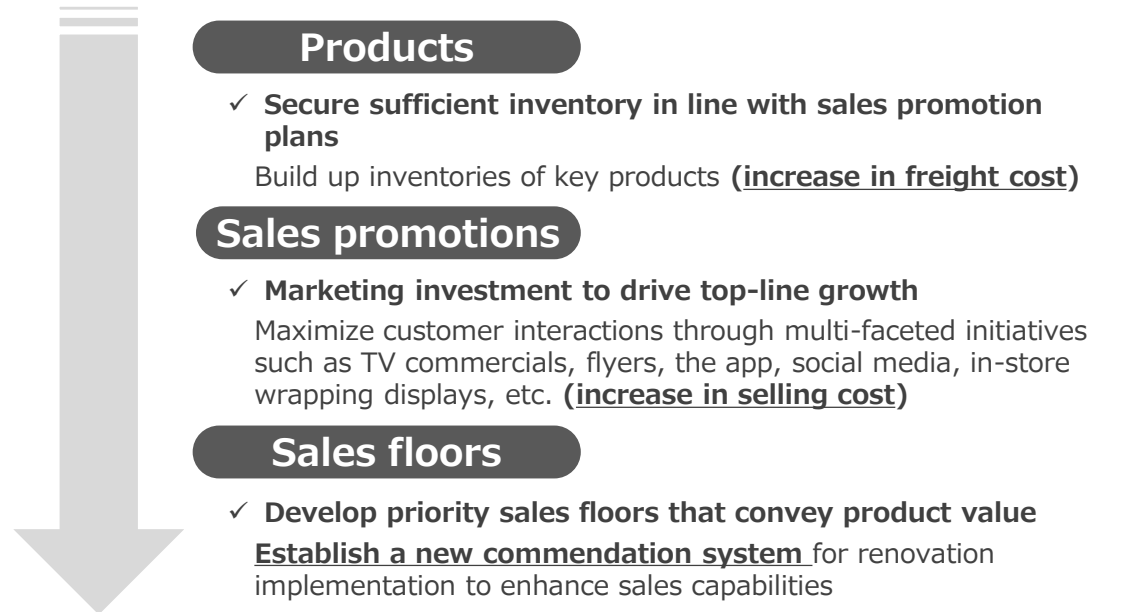 Products
✓ Secure sufficient inventory in line with sales promotion
plans
Build up inventories of key products (increase in freight cost)
Sales promotions
✓ Marketing investment to drive top-line growth
Maximize customer interactions through multi-faceted initiatives
such as TV commercials, flyers, the app, social media, in-store
wrapping displays, etc. (increase in selling cost)
Sales floors
✓ Develop priority sales floors that convey product value
Establish a new commendation system for renovation
implementation to enhance sales capabilities